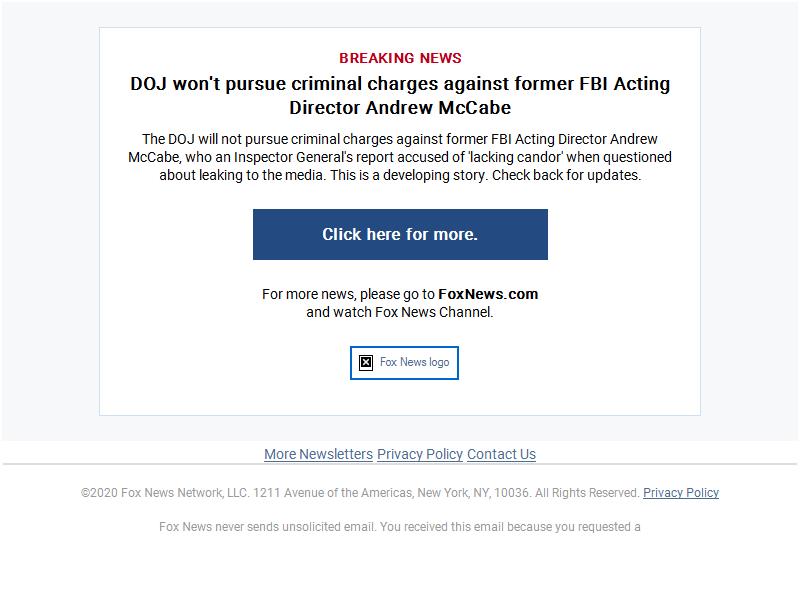 BREAKING NEWS
DOJ won't pursue criminal charges against former FBI Acting
Director Andrew McCabe
The DOJ will not pursue criminal charges against former FBI Acting Director Andrew
McCabe, who an Inspector General's report accused of 'lacking candor' when questioned
about leaking to the media. This is a developing story. Check back for updates.
Click here for more.
For more news, please go to FoxNews.com
and watch Fox News Channel.
Fox News logo
More Newsletters Privacy Policy Contact Us
©2020 Fox News Network, LLC. 1211 Avenue of the Americas, New York, NY, 10036. All Rights Reserved. Privacy Policy
Fox News never sends unsolicited email. You received this email because you requested a